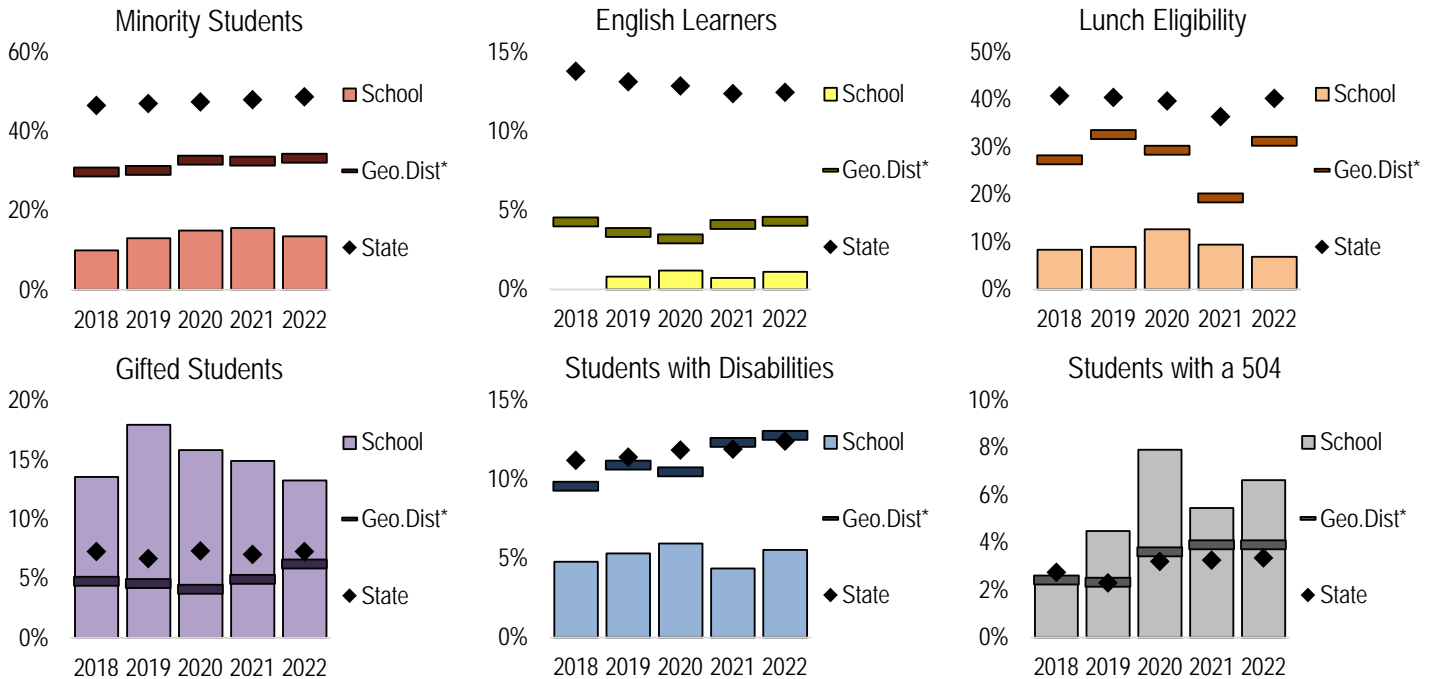 Minority Students
60%
40%
20%
0%
2018 2019 2020 2021 2022
School
Geo.Dist*
State
English Learners
15%
10%
5%
0%
2018 2019 2020 2021 2022
School
Geo.Dist*
State
Lunch Eligibility
50%
40%
30%
20%
10%
0%
2018 2019 2020 2021 2022
School
Geo.Dist*
State
Gifted Students
20%
15%
10%
5%
0%
2018 2019 2020 2021 2022
School
Geo.Dist*
State
Students with Disabilities
15%
10%
5%
0%
2018 2019 2020 2021 2022
School
Geo.Dist*
State
Students with a 504
10%
8%
6%
4%
2%
0%
2018 2019 2020 2021 2022
School
Geo.Dist*
State